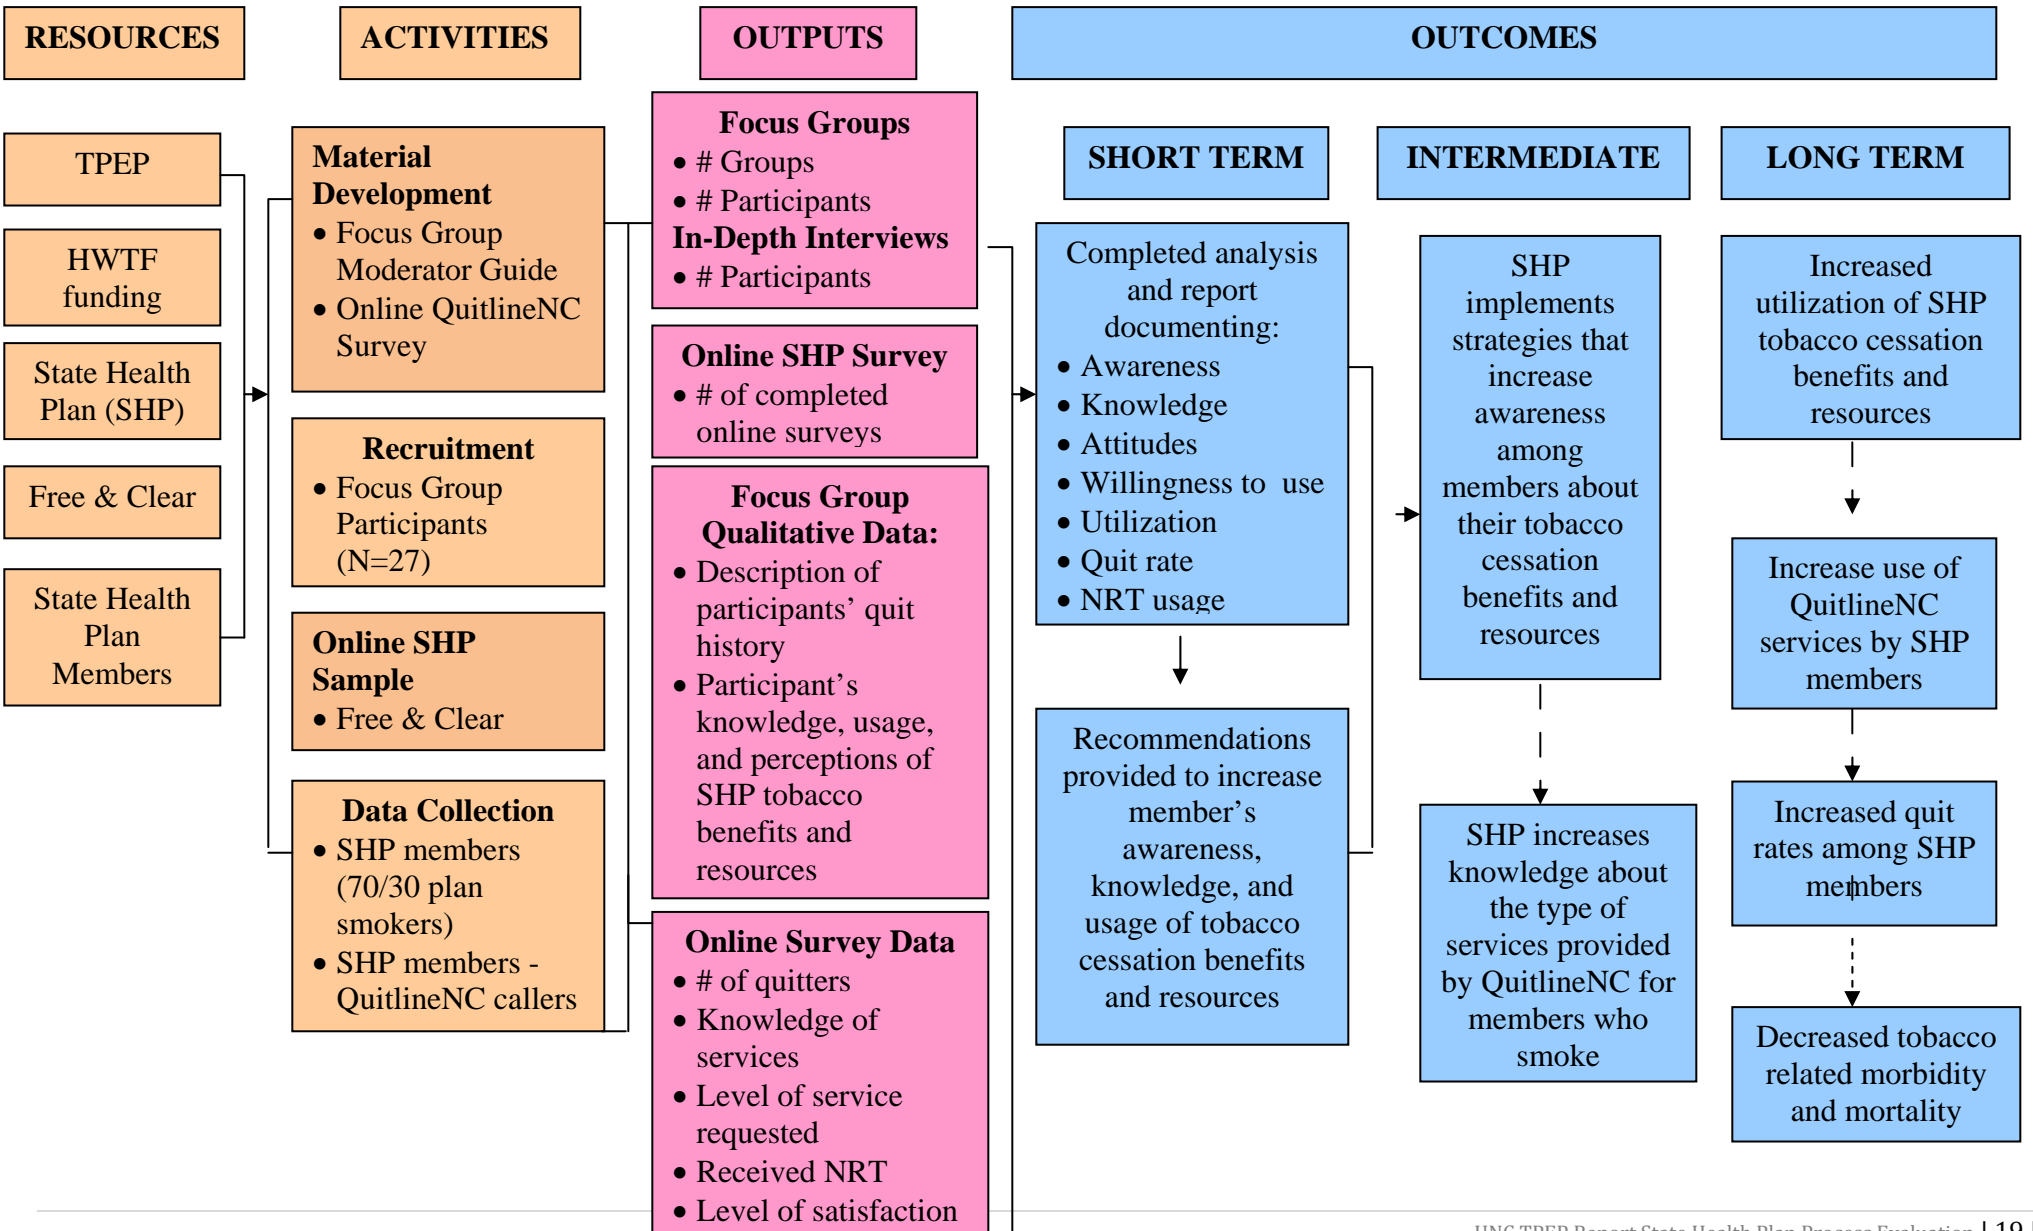 RESOURCES
ACTIVITIES
OUTPUTS
OUTCOMES
TPEP
HWTF
funding
State Health
Plan (SHP)
Free & Clear
State Health
Plan
Members
Material
Development
• Focus Group
Moderator Guide
• Online QuitlineNC
Survey
Recruitment
• Focus Group
Participants
(N=27)
Online SHP
Sample
• Free & Clear
Data Collection
• SHP members
(70/30 plan
smokers)
• SHP members -
QuitlineNC callers
Focus Groups
• # Groups
• # Participants
In-Depth Interviews
• # Participants
Online SHP Survey
• # of completed
online surveys
Focus Group
Qualitative Data:
• Description of
participants’ quit
history
• Participant’s
knowledge, usage,
and perceptions of
SHP tobacco
benefits and
resources
Online Survey Data
• # of quitters
• Knowledge of
services
• Level of service
requested
• Received NRT
• Level of satisfaction
SHORT TERM
Completed analysis
and report
documenting:
• Awareness
• Knowledge
• Attitudes
• Willingness to use
• Utilization
• Quit rate
• NRT usage
Recommendations
provided to increase
member’s
awareness,
knowledge, and
usage of tobacco
cessation benefits
and resources
INTERMEDIATE
SHP
implements
strategies that
increase
awareness
among
members about
their tobacco
cessation
benefits and
resources
SHP increases
knowledge about
the type of
services provided
by QuitlineNC for
members who
smoke
LONG TERM
Increased
utilization of SHP
tobacco cessation
benefits and
resources
Increase use of
QuitlineNC
services by SHP
members
Increased quit
rates among SHP
members
Decreased tobacco
related morbidity
and mortality
UNC TPEP Report State Health Plan Process Evaluation | 19